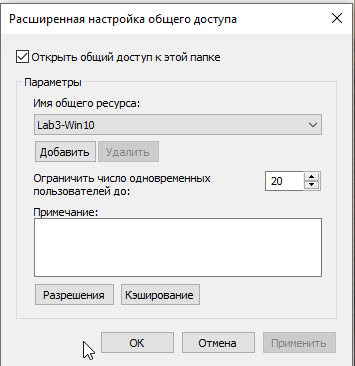 Расширенная настройка общего доступа
Открыть общий доступ к этой папке
Параметры
Имя общего ресурса:
Lab3-Win10
Добавить Удалить
Ограничить число одновременных
пользователей до:
20
Примечание:
Разрешения Кэширование
ОК Отмена Применить